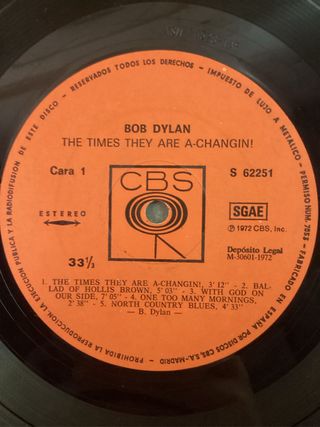 RESERVADOS TODOS LOS DERECHOS - IMPUESTO DE LUJO A METALICO - PERMISO NUM. 7053 - FABRICADO EN ESPAÑA POR DISCOS CBS, S.A.-MADRID - PROHIBIDA LA REPRODUCCION, LA EJECUCION PUBLICA Y LA RADIODIFUSION DE ESTE DISCO -
BOB DYLAN
THE TIMES THEY ARE A-CHANGIN!
Cara 1
CBS
S 62251
ESTEREO
SGAE
℗ 1972 CBS, Inc.
33⅓
Depósito Legal
M-30601-1972
1. THE TIMES THEY ARE A-CHANGIN!, 3' 12" - 2. BAL-
LAD OF HOLLIS BROWN, 5' 03" - 3. WITH GOD ON
OUR SIDE, 7' 05" - 4. ONE TOO MANY MORNINGS,
2' 38" - 5. NORTH COUNTRY BLUES, 4' 33"
— B. Dylan —